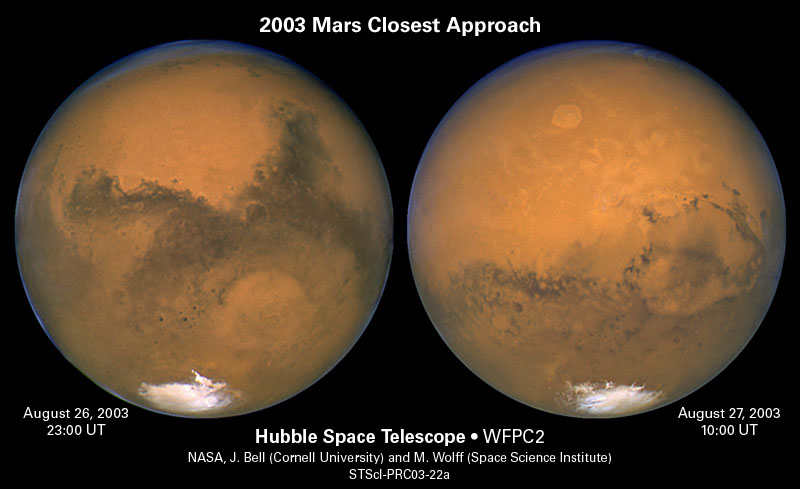 2003 Mars Closest Approach
August 26, 2003
23:00 UT
August 27, 2003
10:00 UT
Hubble Space Telescope • WFPC2
NASA, J. Bell (Cornell University) and M. Wolff (Space Science Institute)
STScI-PRC03-22a